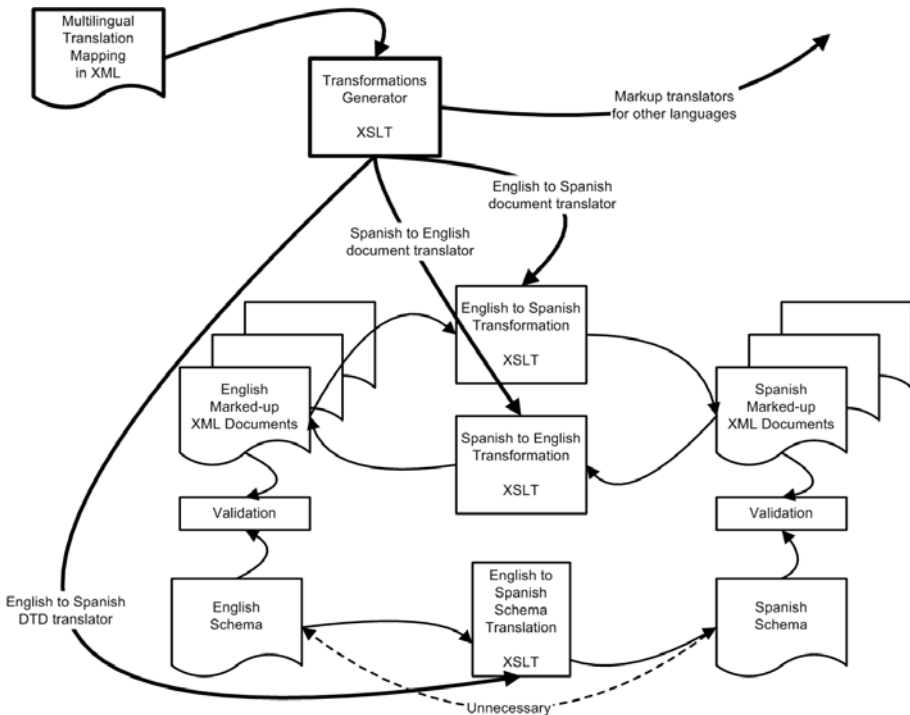 Multilingual
Translation
Mapping
in XML
Transformations
Generator
XSLT
Markup translators
for other languages
English to Spanish
document translator
Spanish to English
document translator
English to Spanish
Transformation
XSLT
English
Marked-up
XML Documents
Spanish
Marked-up
XML Documents
Spanish to English
Transformation
XSLT
Validation
Validation
English to Spanish
DTD translator
English
Schema
English to
Spanish
Schema
Translation
XSLT
Spanish
Schema
Unnecessary